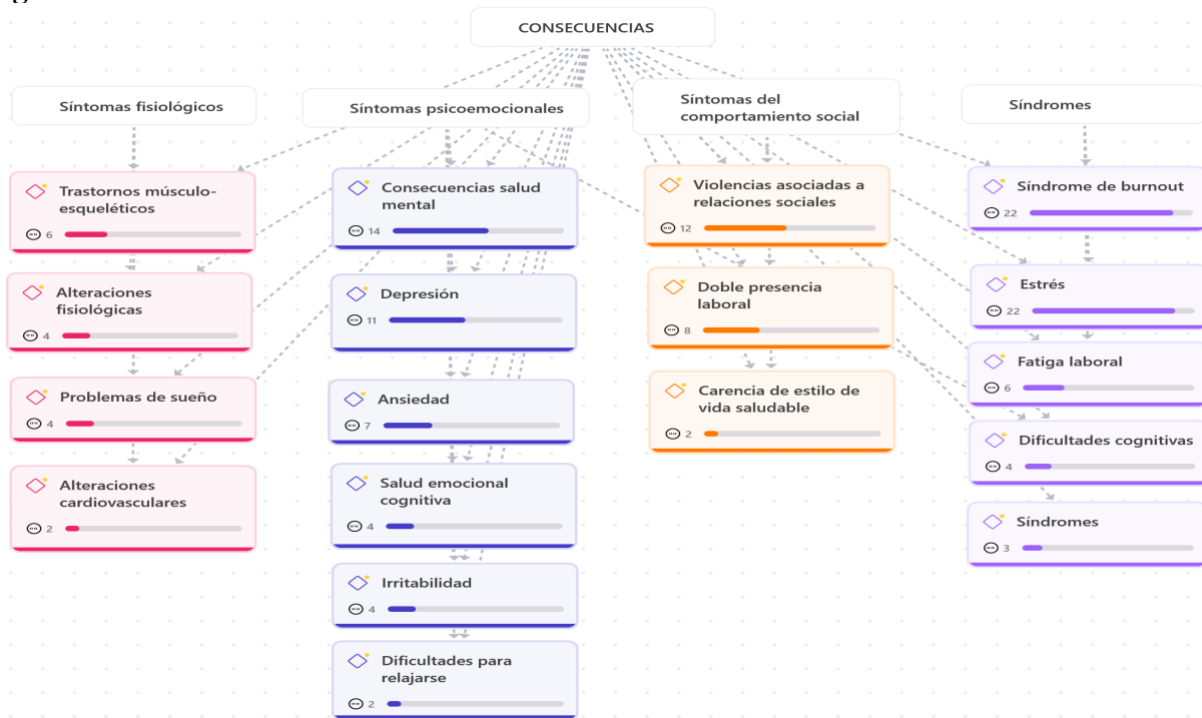 CONSECUENCIAS
Síntomas fisiológicos
Trastornos músculo-
esqueléticos
6
Alteraciones
fisiológicas
4
Problemas de sueño
4
Alteraciones
cardiovasculares
2
Síntomas psicoemocionales
Consecuencias salud
mental
14
Depresión
11
Ansiedad
7
Salud emocional
cognitiva
4
Irritabilidad
4
Dificultades para
relajarse
2
Síntomas del
comportamiento social
Violencias asociadas a
relaciones sociales
12
Doble presencia
laboral
8
Carencia de estilo de
vida saludable
2
Síndromes
Síndrome de burnout
22
Estrés
22
Fatiga laboral
6
Dificultades cognitivas
4
Síndromes
3